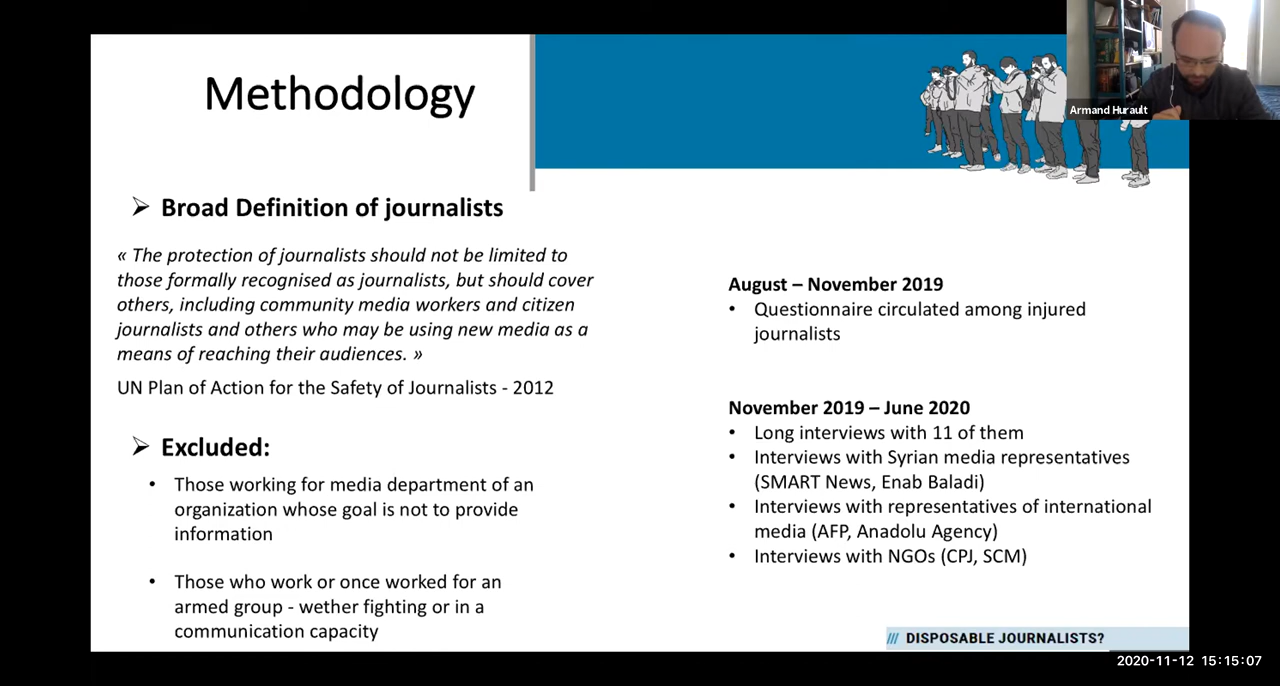 Methodology
Armand Hurault
➢ Broad Definition of journalists
« The protection of journalists should not be limited to
those formally recognised as journalists, but should cover
others, including community media workers and citizen
journalists and others who may be using new media as a
means of reaching their audiences. »
UN Plan of Action for the Safety of Journalists - 2012
➢ Excluded:
• Those working for media department of an
organization whose goal is not to provide
information
• Those who work or once worked for an
armed group - wether fighting or in a
communication capacity
August – November 2019
• Questionnaire circulated among injured
journalists
November 2019 – June 2020
• Long interviews with 11 of them
• Interviews with Syrian media representatives
(SMART News, Enab Baladi)
• Interviews with representatives of international
media (AFP, Anadolu Agency)
• Interviews with NGOs (CPJ, SCM)
/// DISPOSABLE JOURNALISTS?
2020-11-12 15:15:07